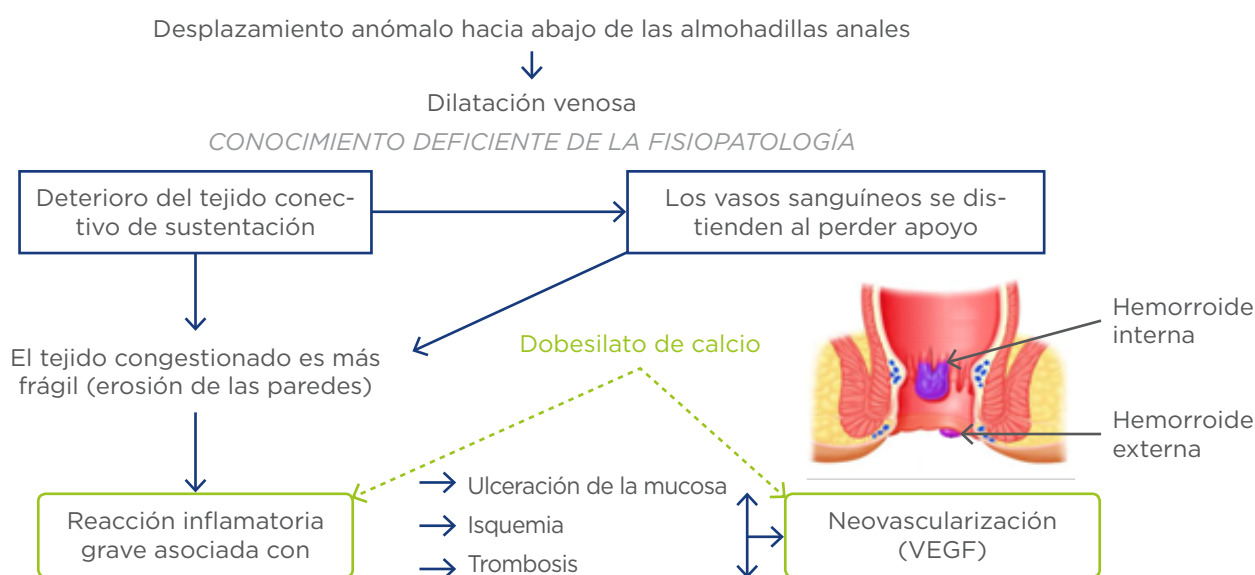 Desplazamiento anómalo hacia abajo de las almohadillas anales
Dilatación venosa
CONOCIMIENTO DEFICIENTE DE LA FISIOPATOLOGÍA
Deterioro del tejido conec-
tivo de sustentación
Los vasos sanguíneos se dis-
tienden al perder apoyo
Hemorroide
interna
Dobesilato de calcio
El tejido congestionado es más
frágil (erosión de las paredes)
Hemorroide
externa
Reacción inflamatoria
grave asociada con
Ulceración de la mucosa
Isquemia
Trombosis
Neovascularización
(VEGF)